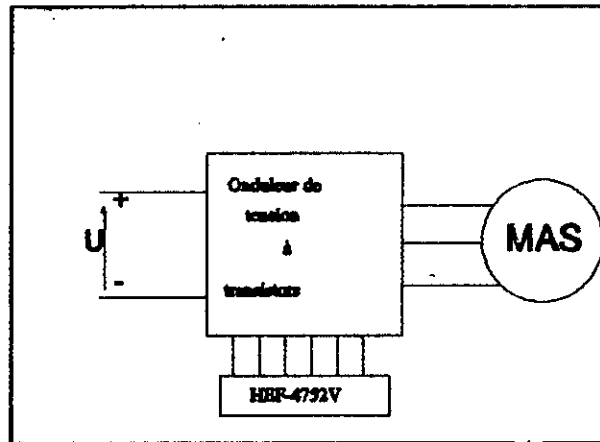 Onduleur de
tension
à
transistors
+
U
-
MAS
HEF-4752V